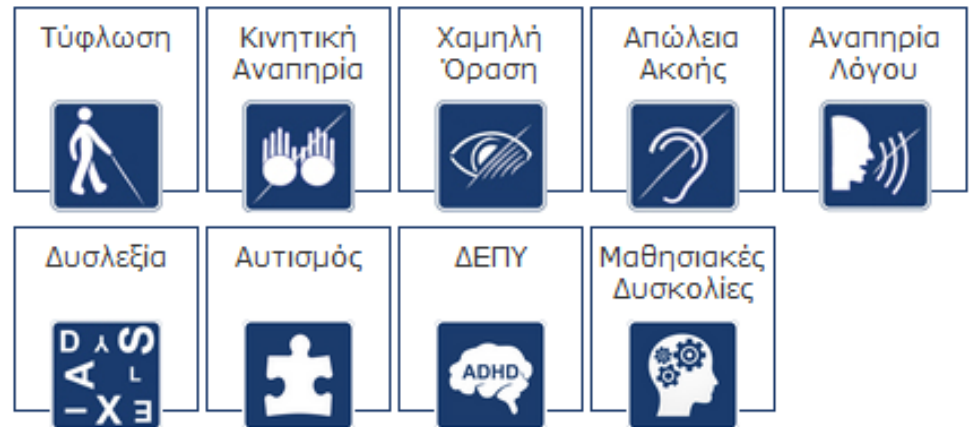 Τύφλωση
Κινητική
Αναπηρία
Χαμηλή
Όραση
Απώλεια
Ακοής
Αναπηρία
Λόγου
Δυσλεξία
Αυτισμός
ΔΕΠΥ
Μαθησιακές
Δυσκολίες
D Y S
A L
I X E
ADHD